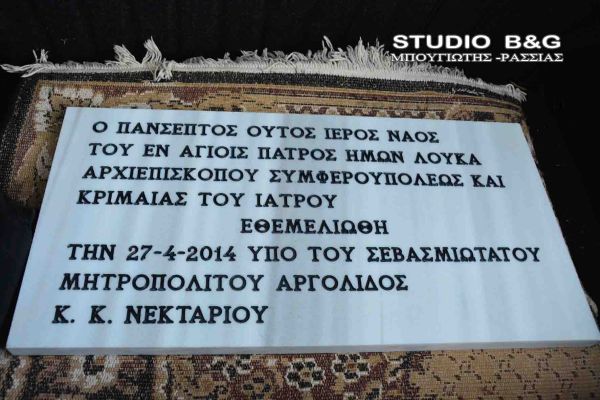 STUDIO B&G
ΜΠΟΥΓΙΩΤΗΣ -ΡΑΣΣΙΑΣ
Ο ΠΑΝΣΕΠΤΟΣ ΟΥΤΟΣ ΙΕΡΟΣ ΝΑΟΣ
ΤΟΥ ΕΝ ΑΓΙΟΙΣ ΠΑΤΡΟΣ ΗΜΩΝ ΛΟΥΚΑ
ΑΡΧΙΕΠΙΣΚΟΠΟΥ ΣΥΜΦΕΡΟΥΠΟΛΕΩΣ ΚΑΙ
ΚΡΙΜΑΙΑΣ ΤΟΥ ΙΑΤΡΟΥ
ΕΘΕΜΕΛΙΩΘΗ
ΤΗΝ 27-4-2014 ΥΠΟ ΤΟΥ ΣΕΒΑΣΜΙΩΤΑΤΟΥ
ΜΗΤΡΟΠΟΛΙΤΟΥ ΑΡΓΟΛΙΔΟΣ
Κ. Κ. ΝΕΚΤΑΡΙΟΥ